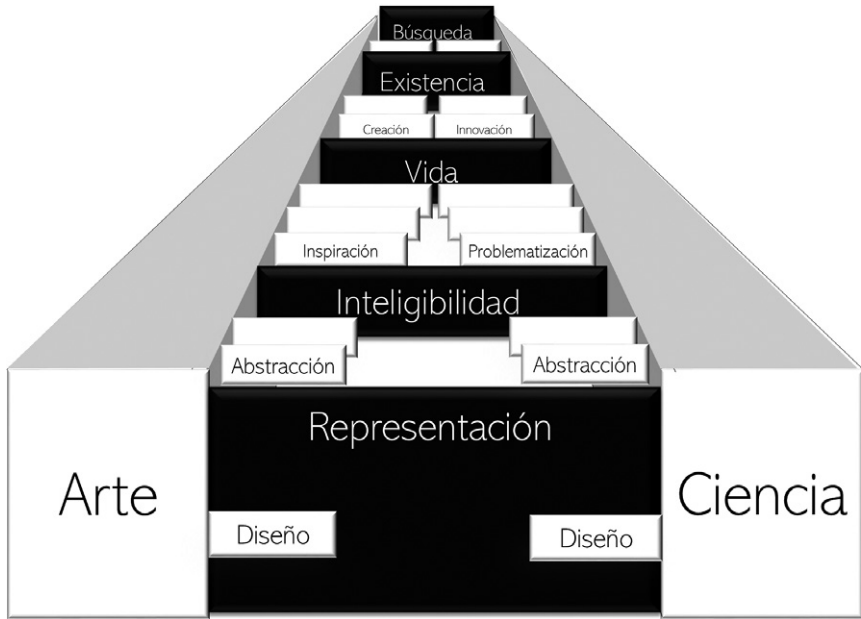 Búsqueda
Existencia
Creación
Innovación
Vida
Inspiración
Problematización
Inteligibilidad
Abstracción
Abstracción
Representación
Arte
Ciencia
Diseño
Diseño